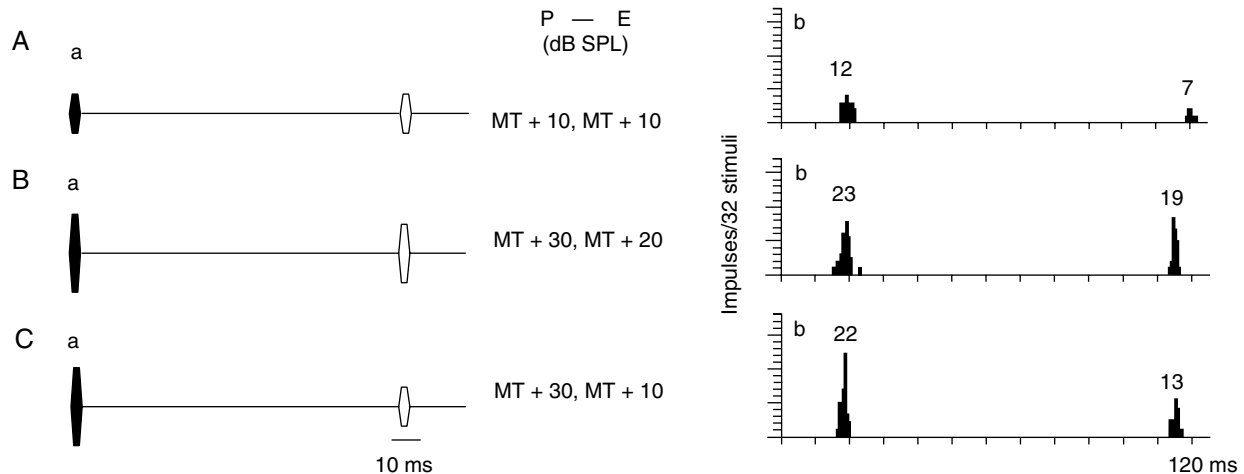 P — E
(dB SPL)
A
a
MT + 10, MT + 10
b
12
7
B
a
MT + 30, MT + 20
b
23
19
C
a
MT + 30, MT + 10
b
22
13
Impulses/32 stimuli
10 ms
120 ms